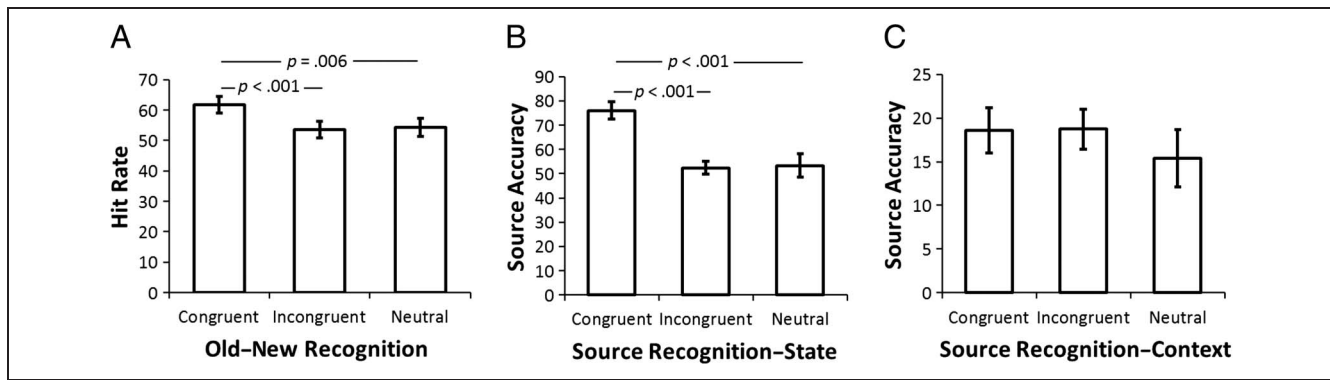 A
p = .006
p < .001
70
60
50
40
30
20
10
0
Hit Rate
Congruent Incongruent Neutral
Old–New Recognition
B
p < .001
p < .001
90
80
70
60
50
40
30
20
10
0
Source Accuracy
Congruent Incongruent Neutral
Source Recognition–State
C
25
20
15
10
5
0
Source Accuracy
Congruent Incongruent Neutral
Source Recognition–Context